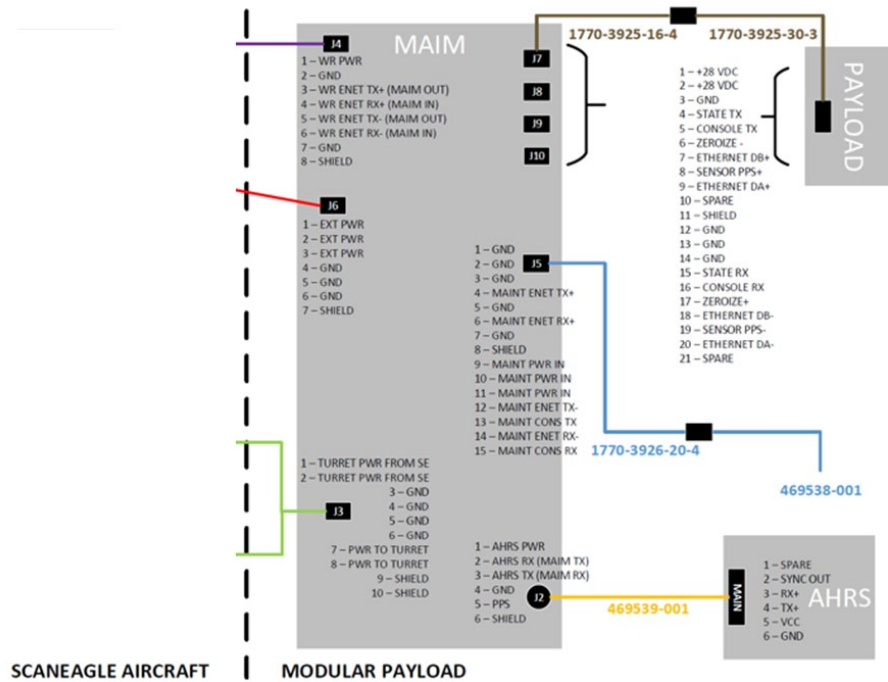 MAIM
J4
1 – WR PWR
2 – GND
3 – WR ENET TX+ (MAIM OUT)
4 – WR ENET RX+ (MAIM IN)
5 – WR ENET TX- (MAIM OUT)
6 – WR ENET RX- (MAIM IN)
7 – GND
8 – SHIELD
J6
1 – EXT PWR
2 – EXT PWR
3 – EXT PWR
4 – GND
5 – GND
6 – GND
7 – SHIELD
1 – TURRET PWR FROM SE
2 – TURRET PWR FROM SE
3 – GND
4 – GND
5 – GND
6 – GND
7 – PWR TO TURRET
8 – PWR TO TURRET
9 – SHIELD
10 – SHIELD
J3
J7
J8
J9
J10
1 – GND
2 – GND
3 – GND
4 – MAINT ENET TX+
5 – GND
6 – MAINT ENET RX+
7 – GND
8 – SHIELD
9 – MAINT PWR IN
10 – MAINT PWR IN
11 – MAINT PWR IN
12 – MAINT ENET TX-
13 – MAINT CONS TX
14 – MAINT ENET RX-
15 – MAINT CONS RX
J5
1 – AHRS PWR
2 – AHRS RX (MAIM TX)
3 – AHRS TX (MAIM RX)
4 – GND
5 – PPS
6 – SHIELD
J2
1770-3925-16-4
1770-3925-30-3
1 – +28 VDC
2 – +28 VDC
3 – GND
4 – STATE TX
5 – CONSOLE TX
6 – ZEROIZE -
7 – ETHERNET DB+
8 – SENSOR PPS+
9 – ETHERNET DA+
10 – SPARE
11 – SHIELD
12 – GND
13 – GND
14 – GND
15 – STATE RX
16 – CONSOLE RX
17 – ZEROIZE+
18 – ETHERNET DB-
19 – SENSOR PPS-
20 – ETHERNET DA-
21 – SPARE
PAYLOAD
1770-3926-20-4
469538-001
469539-001
MAIN
1 – SPARE
2 – SYNC OUT
3 – RX+
4 – TX+
5 – VCC
6 – GND
AHRS
SCANEAGLE AIRCRAFT
MODULAR PAYLOAD